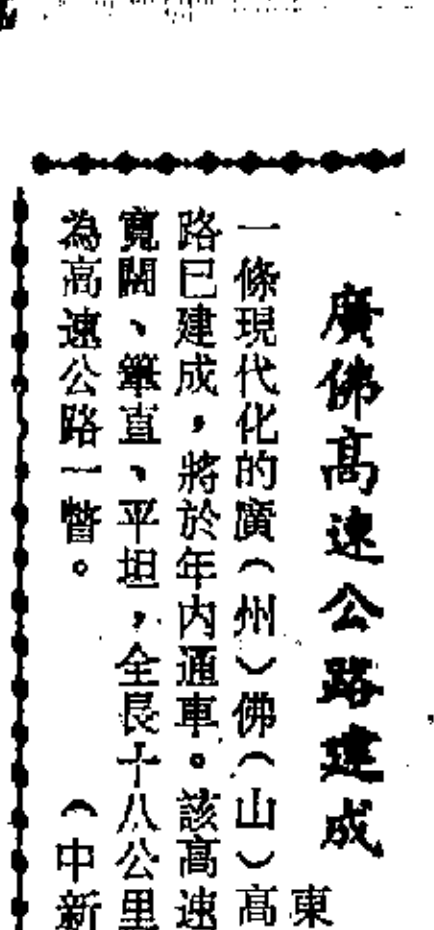 廣佛高速公路建成
東
一條現代化的廣（州）佛（山）高
路已建成，將於年內通車。該高速
寬闊、筆直、平坦，全長十八公里
為高速公路一瞥。（中新